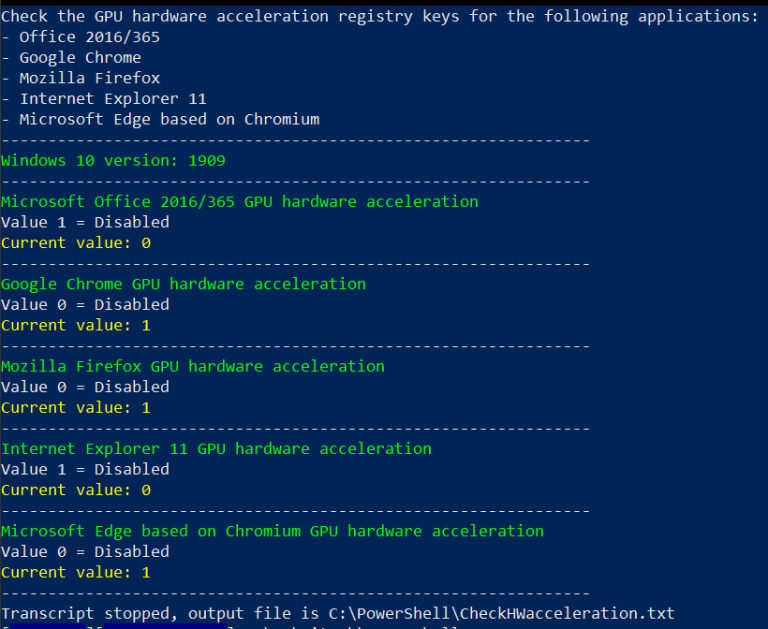 Check the GPU hardware acceleration registry keys for the following applications:
- Office 2016/365
- Google Chrome
- Mozilla Firefox
- Internet Explorer 11
- Microsoft Edge based on Chromium
---------------------------------------------------------------
Windows 10 version: 1909
---------------------------------------------------------------
Microsoft Office 2016/365 GPU hardware acceleration
Value 1 = Disabled
Current value: 0
---------------------------------------------------------------
Google Chrome GPU hardware acceleration
Value 0 = Disabled
Current value: 1
---------------------------------------------------------------
Mozilla Firefox GPU hardware acceleration
Value 0 = Disabled
Current value: 1
---------------------------------------------------------------
Internet Explorer 11 GPU hardware acceleration
Value 1 = Disabled
Current value: 0
---------------------------------------------------------------
Microsoft Edge based on Chromium GPU hardware acceleration
Value 0 = Disabled
Current value: 1
---------------------------------------------------------------
Transcript stopped, output file is C:\PowerShell\CheckHWacceleration.txt